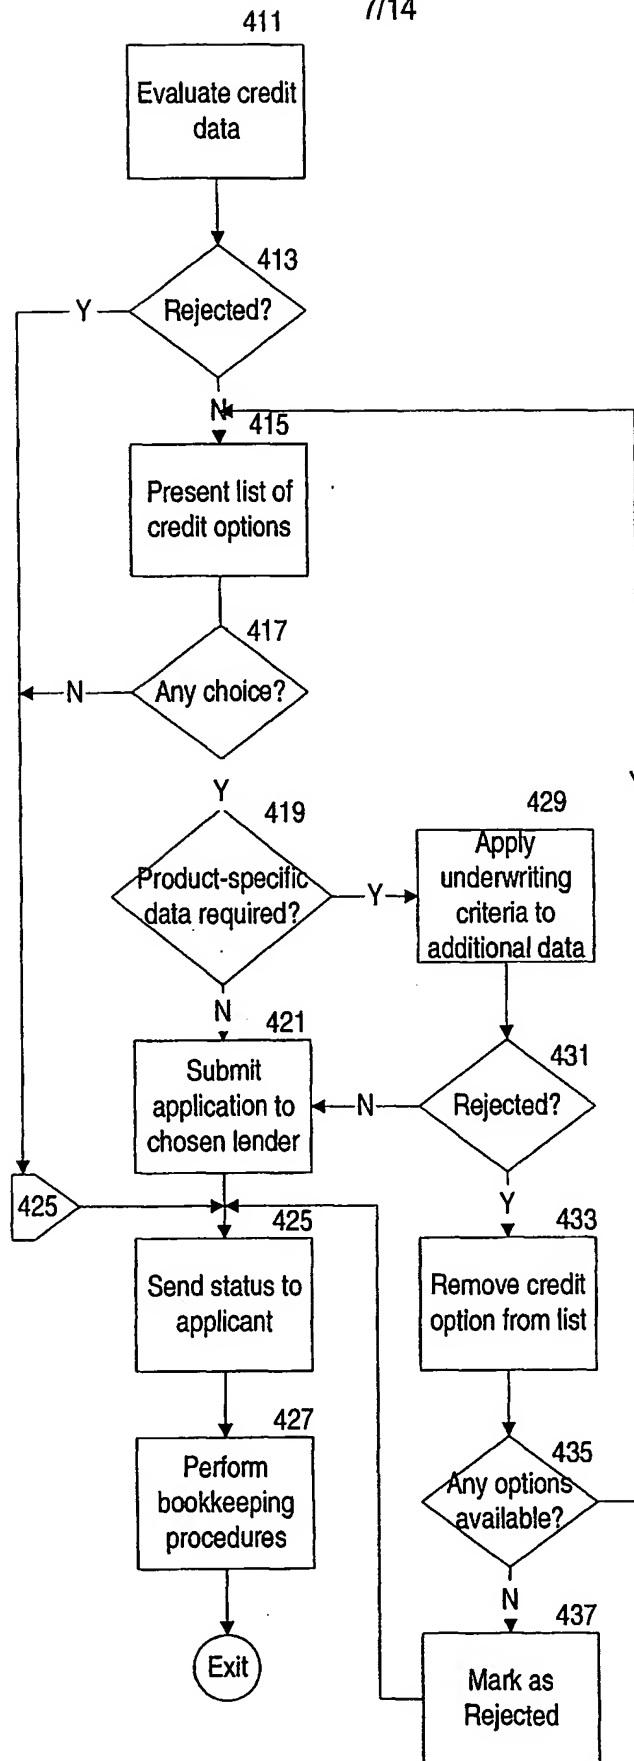 7/14
411
Evaluate credit
data
413
Rejected?
Y
N
415
Present list of
credit options
417
Any choice?
N
Y
419
Product-specific
data required?
Y
429
Apply
underwriting
criteria to
additional data
N
421
Submit
application to
chosen lender
431
Rejected?
N
Y
425
425
Send status to
applicant
433
Remove credit
option from list
427
Perform
bookkeeping
procedures
435
Any options
available?
N
Exit
437
Mark as
Rejected